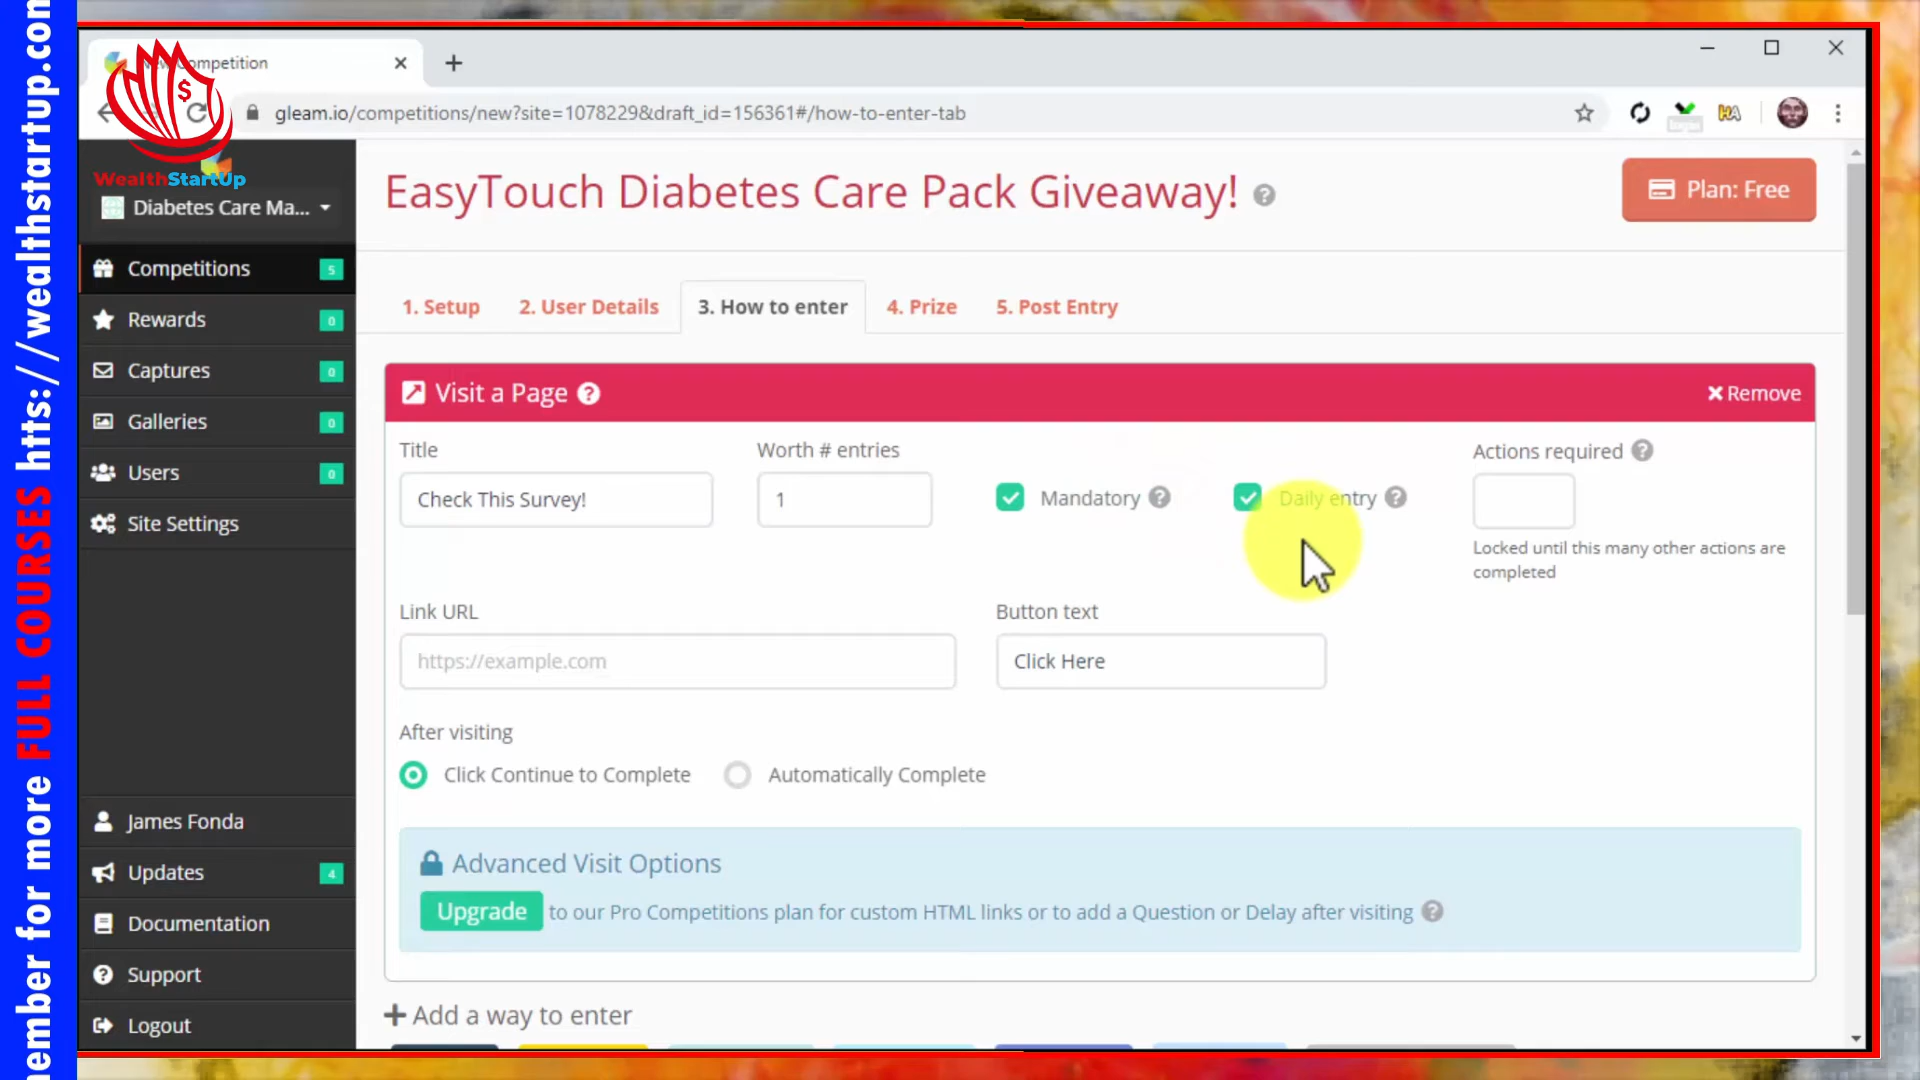 ember for more FULL COURSES htts://wealthstartup.com
New Competition
gleam.io/competitions/new?site=1078229&draft_id=156361#/how-to-enter-tab
HA
$
WealthStartUp
Diabetes Care Ma...
Competitions 5
Rewards 0
Captures 0
Galleries 0
Users 0
Site Settings
James Fonda
Updates 4
Documentation
Support
Logout
EasyTouch Diabetes Care Pack Giveaway!
Plan: Free
1. Setup
2. User Details
3. How to enter
4. Prize
5. Post Entry
Visit a Page
Remove
Title
Worth # entries
Actions required
Check This Survey!
1
Mandatory
Daily entry
Locked until this many other actions are
completed
Link URL
Button text
https://example.com
Click Here
After visiting
Click Continue to Complete
Automatically Complete
Advanced Visit Options
Upgrade to our Pro Competitions plan for custom HTML links or to add a Question or Delay after visiting
Add a way to enter